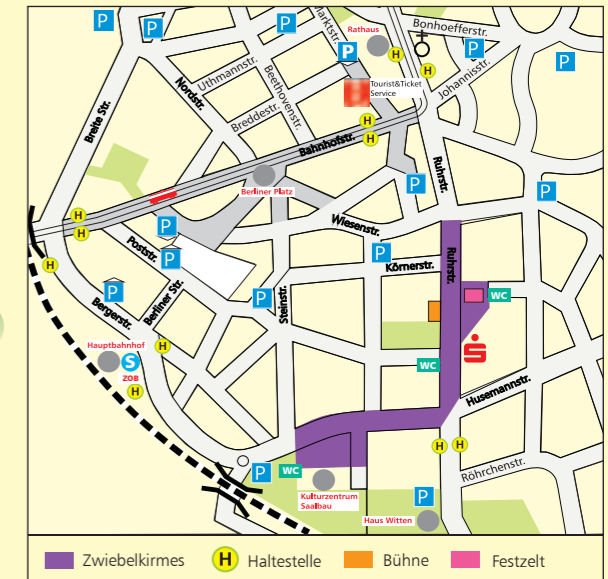 P
P
P
Marktstr.
Rathaus
P
H
Bonhoefferstr.
P
P
H
Johannisstr.
Tourist&Ticket
Service
Uthmannstr.
Nordstr.
Beethovenstr.
Breddestr.
Breite Str.
H
H
Bahnhofstr.
Ruhrstr.
Berliner Platz
P
P
H
H
P
Wiesenstr.
Poststr.
P
P
Körnerstr.
Ruhrstr.
H
P
Bergerstr.
Berliner Str.
P
Steinstr.
WC
Hauptbahnhof
S
ZOB
H
H
WC
Husemannstr.
H
H
Röhrchenstr.
P
WC
Kulturzentrum
Saalbau
P
Haus Witten
Zwiebelkirmes
H
Haltestelle
Bühne
Festzelt